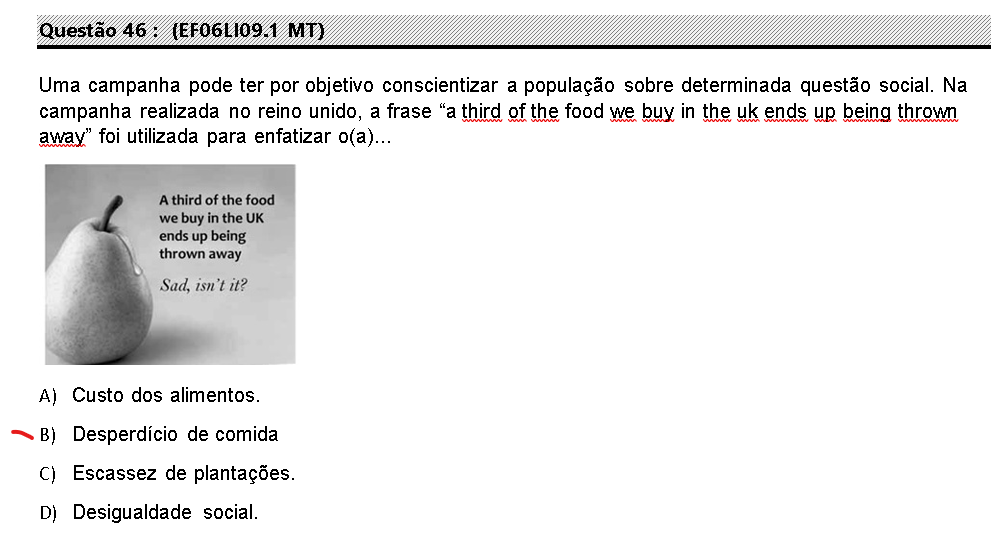 Questão 46 : (EF06LI09.1 MT)
Uma campanha pode ter por objetivo conscientizar a população sobre determinada questão social. Na
campanha realizada no reino unido, a frase “a third of the food we buy in the uk ends up being thrown
away” foi utilizada para enfatizar o(a)...
A third of the food
we buy in the UK
ends up being
thrown away
Sad, isn't it?
A) Custo dos alimentos.
B) Desperdício de comida
C) Escassez de plantações.
D) Desigualdade social.